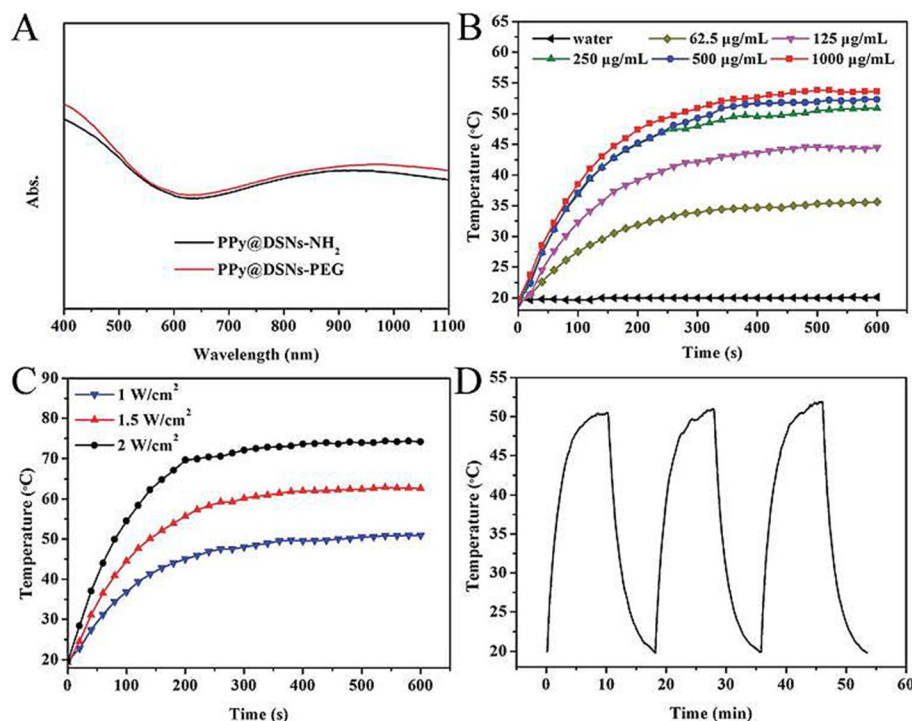 A
Abs.
PPy@DSNs-NH2
PPy@DSNs-PEG
400 500 600 700 800 900 1000 1100
Wavelength (nm)
B
Temperature (°C)
55
50
45
40
35
30
25
20
water 62.5 μg/mL 125 μg/mL
250 μg/mL 500 μg/mL 1000 μg/mL
0 100 200 300 400 500 600
Time (s)
C
Temperature (°C)
90
80
70
60
50
40
30
20
1 W/cm2
1.5 W/cm2
2 W/cm2
0 100 200 300 400 500 600
Time (s)
D
Temperature (°C)
55
50
45
40
35
30
25
20
0 10 20 30 40 50 60
Time (min)